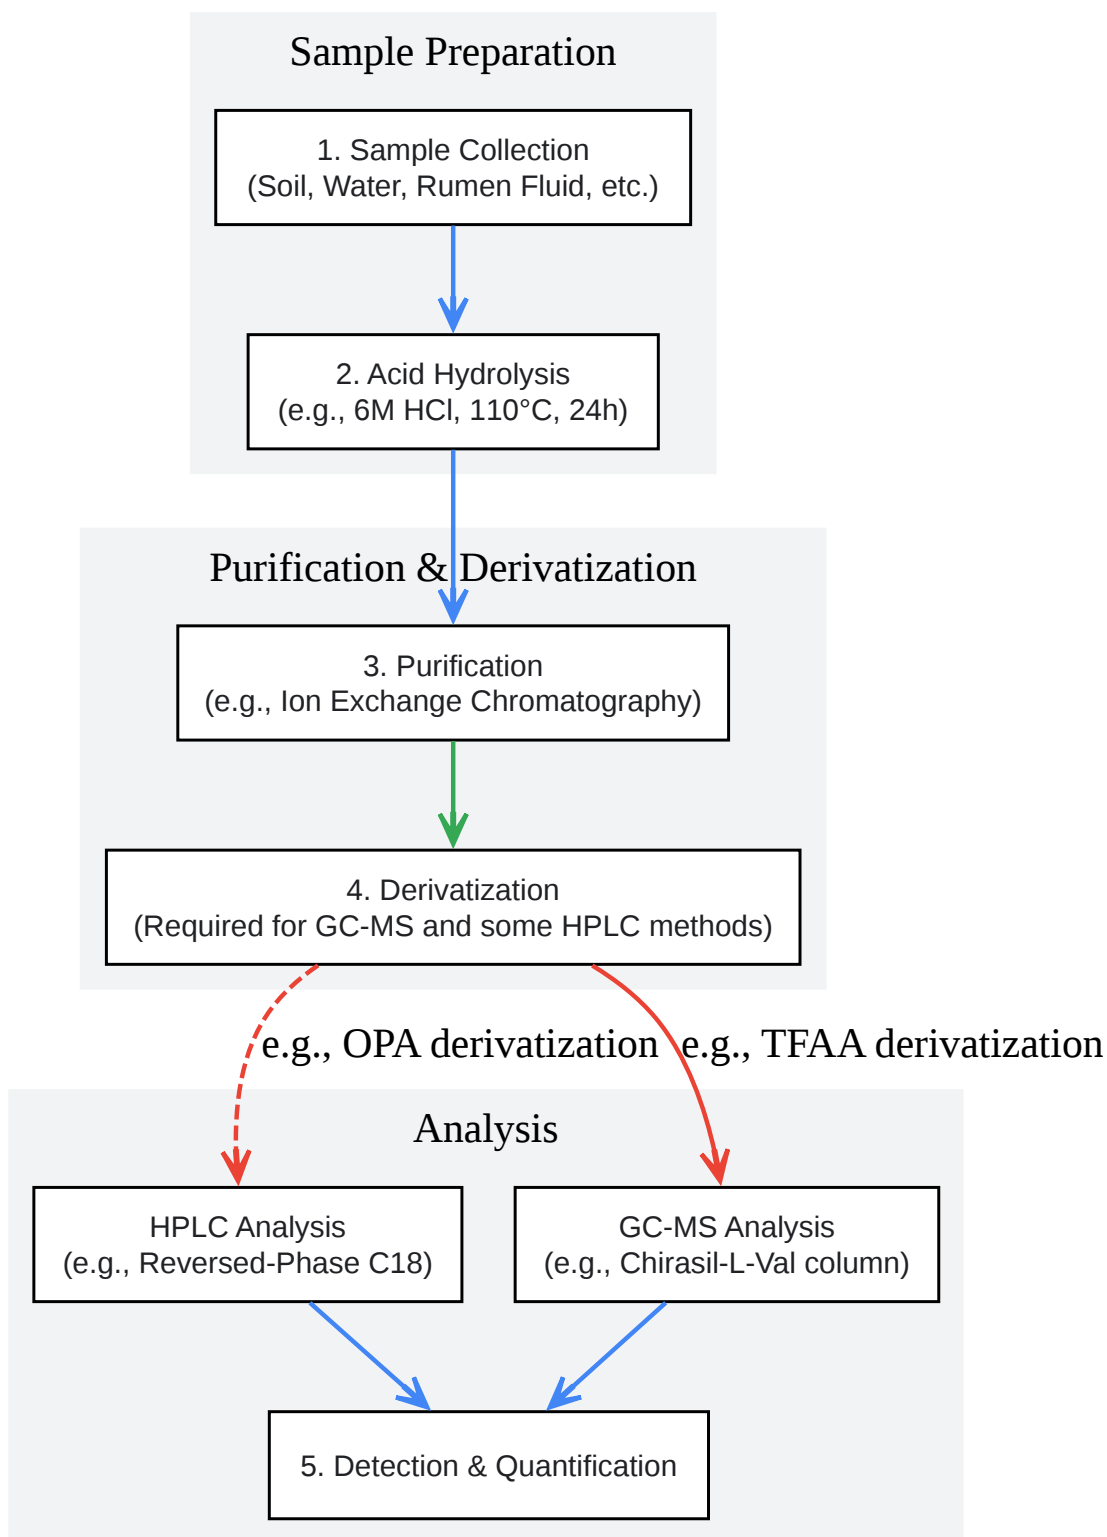 Sample Preparation
1. Sample Collection
(Soil, Water, Rumen Fluid, etc.)
2. Acid Hydrolysis
(e.g., 6M HCl, 110°C, 24h)
Purification & Derivatization
3. Purification
(e.g., Ion Exchange Chromatography)
4. Derivatization
(Required for GC-MS and some HPLC methods)
e.g., OPA derivatization
e.g., TFAA derivatization
Analysis
HPLC Analysis
(e.g., Reversed-Phase C18)
GC-MS Analysis
(e.g., Chirasil-L-Val column)
5. Detection & Quantification